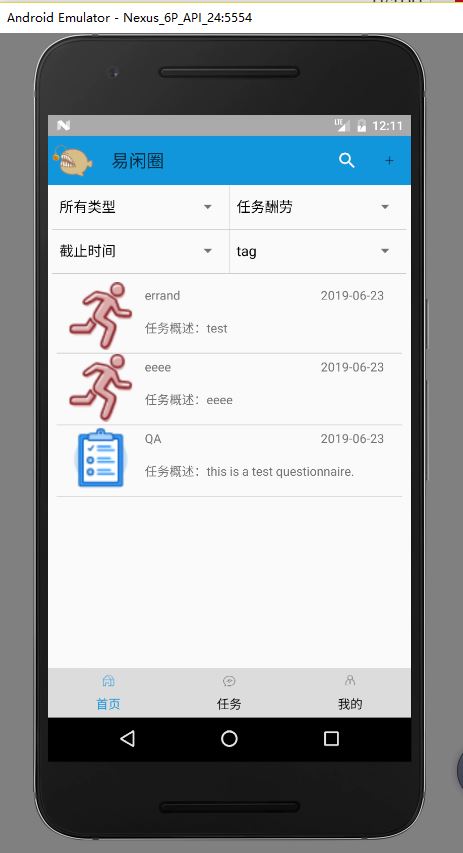 Android Emulator - Nexus_6P_API_24:5554
LTE 12:11
易闲圈 +
所有类型 任务酬劳
截止时间 tag
errand 2019-06-23
任务概述：test
eeee 2019-06-23
任务概述：eeee
QA 2019-06-23
任务概述：this is a test questionnaire.
首页 任务 我的